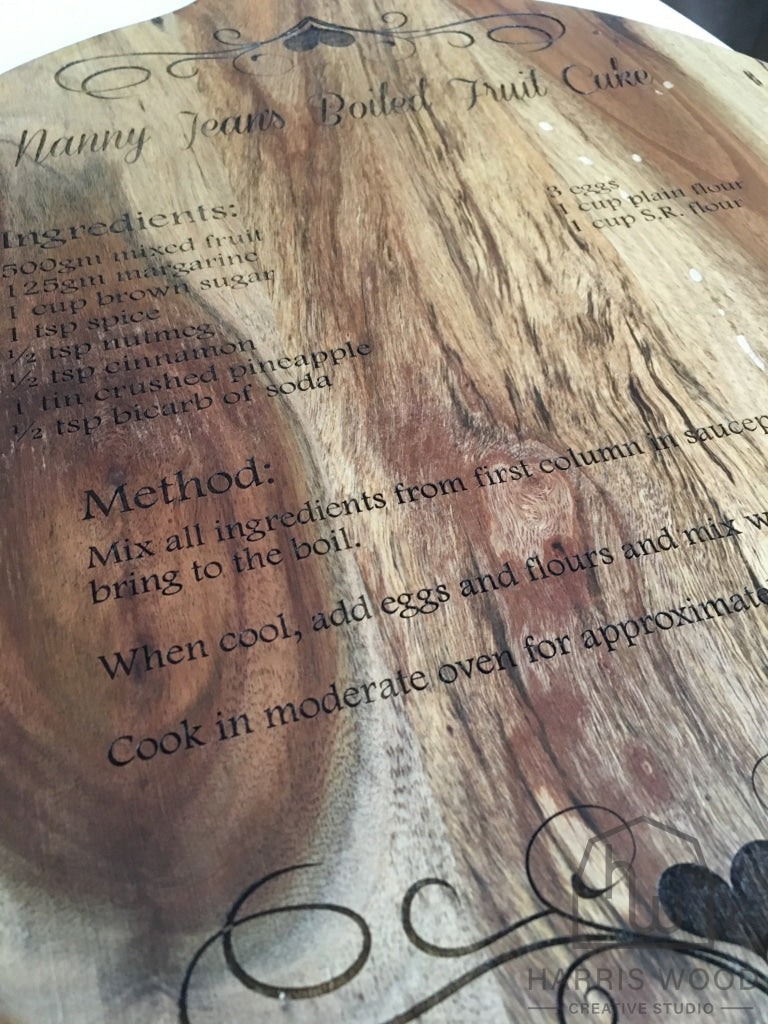 Nanny Jean's Boiled Fruit Cake
Ingredients:
500gm mixed fruit
125gm margarine
1 cup brown sugar
1 tsp spice
½ tsp nutmeg
½ tsp cinnamon
1 tin crushed pineapple
½ tsp bicarb of soda
3 eggs
1 cup plain flour
1 cup S.R. flour
Method:
Mix all ingredients from first column in saucep
bring to the boil.
When cool, add eggs and flours and mix w
Cook in moderate oven for approximate
hw
HARRIS WOOD
CREATIVE STUDIO